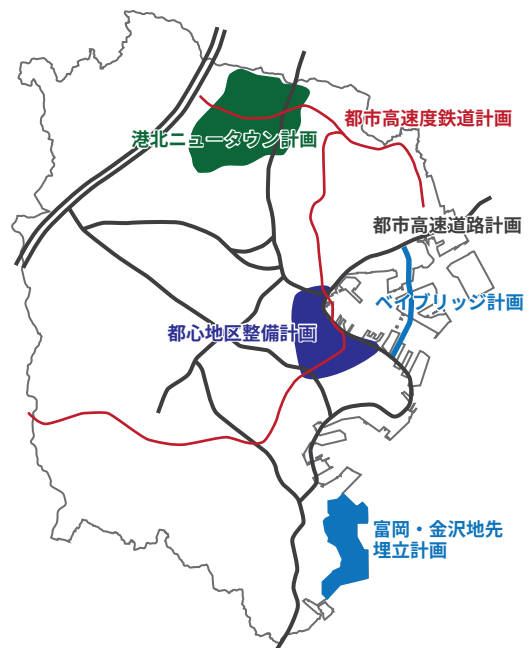 都市高速度鉄道計画
港北ニュータウン計画
都市高速道路計画
ベイブリッジ計画
都心地区整備計画
富岡・金沢地先
埋立計画